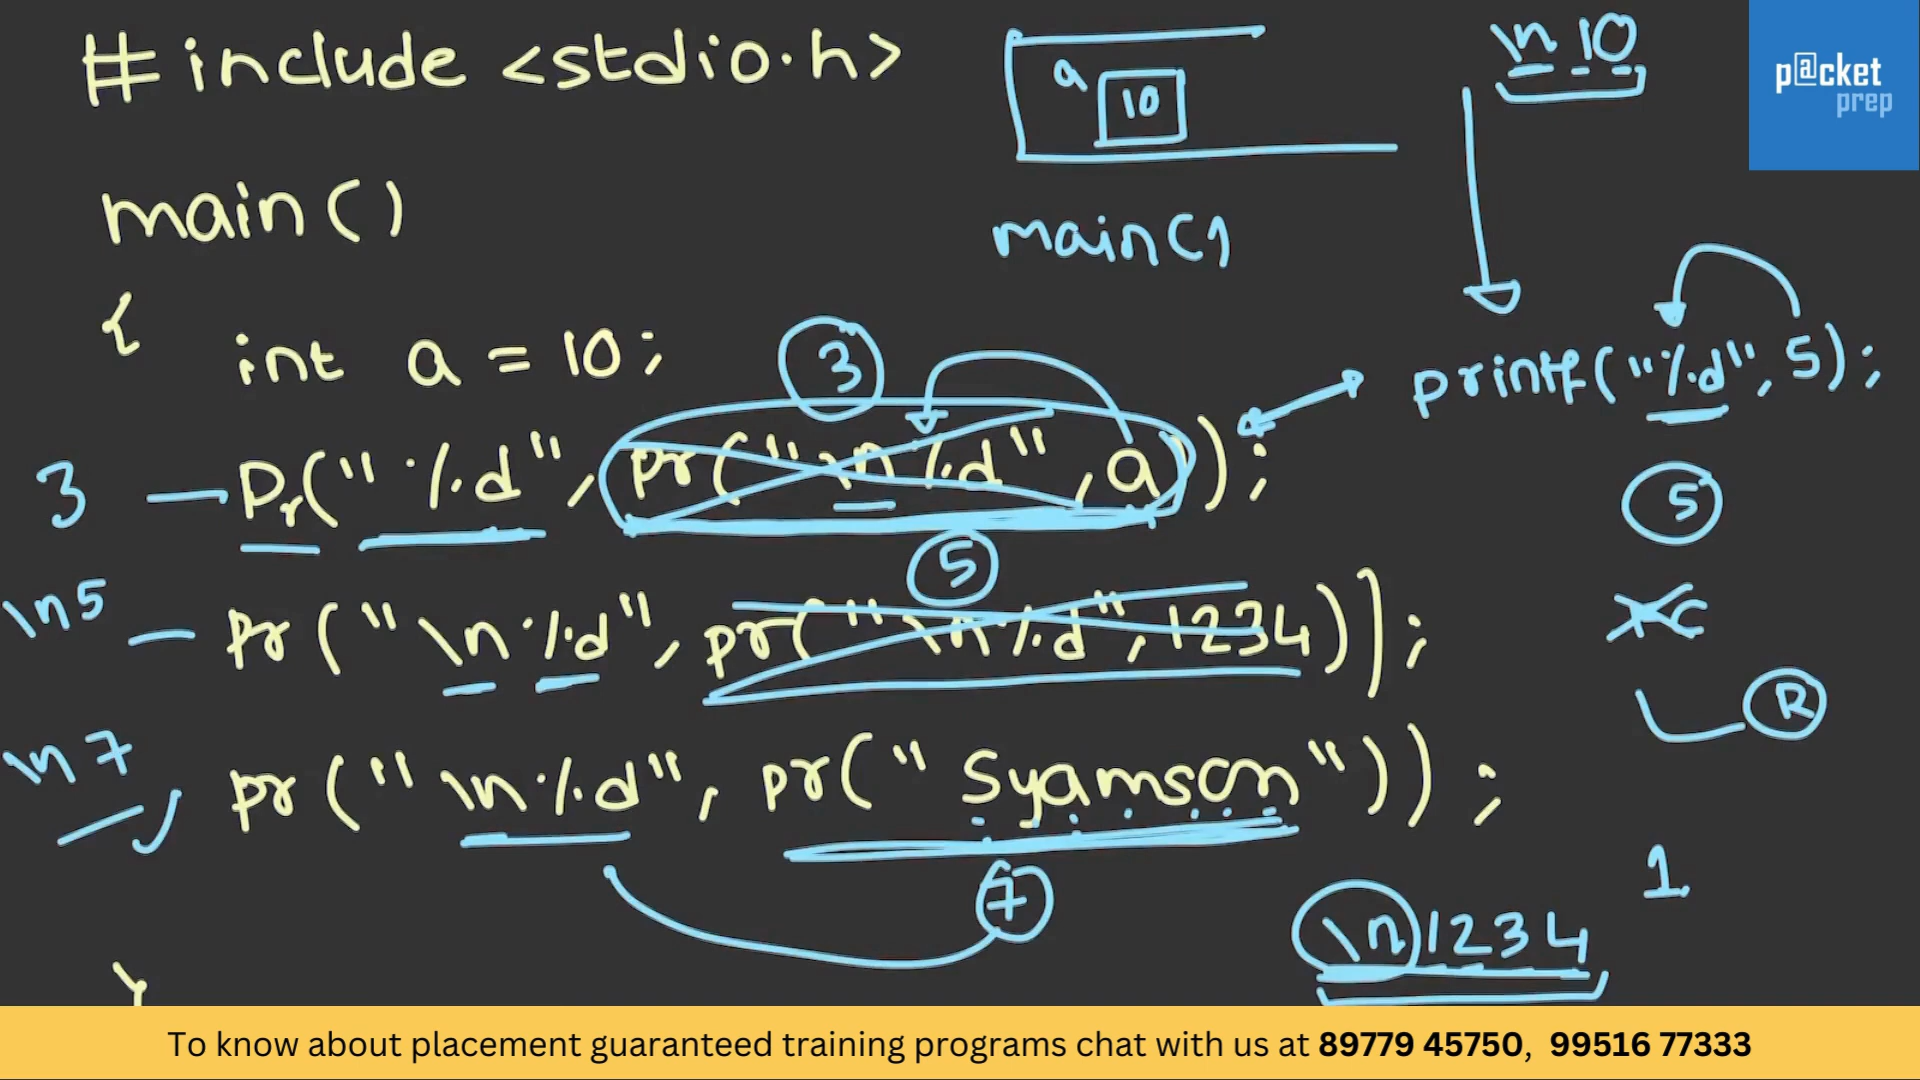 # include <stdio.h>
a
10
\n 10
p@cket
prep
main()
main()
{ int a = 10;
3
printf("%d", 5);
3 — Pr("%d", pr("\n %d", a));
5
5
\n5 — pr("\n%d", pr("\n%d", 1234));
R
\n7 pr("\n%d", pr("Syamson"));
7
1
\n1234
}
To know about placement guaranteed training programs chat with us at 89779 45750, 99516 77333